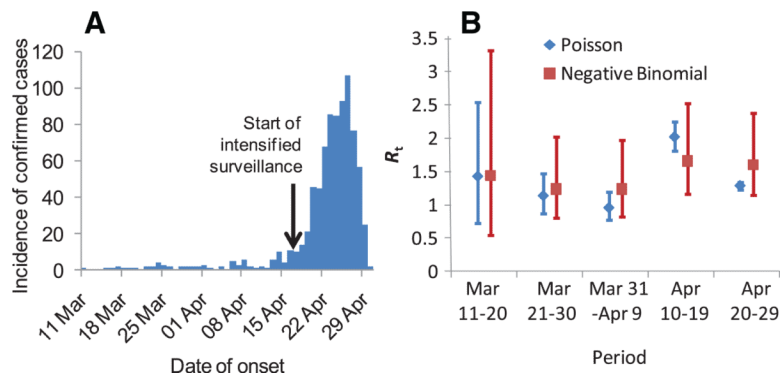 A
Incidence of confirmed cases
120
100
80
60
40
20
0
Start of
intensified
surveillance
11 Mar
18 Mar
25 Mar
01 Apr
08 Apr
15 Apr
22 Apr
29 Apr
Date of onset
B
Rt
3.5
3
2.5
2
1.5
1
0.5
0
Poisson
Negative Binomial
Mar Mar Mar 31 Apr Apr
11-20 21-30 -Apr 9 10-19 20-29
Period